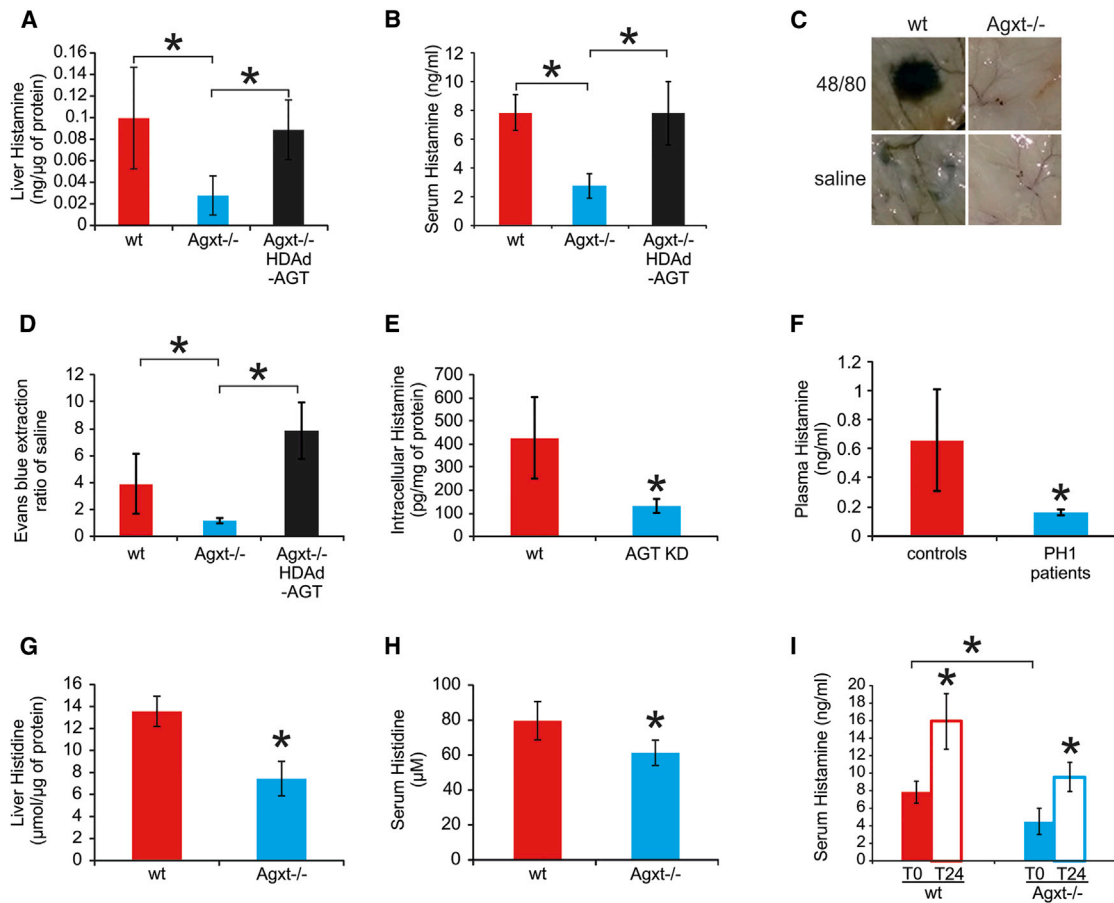 A
Liver Histamine
(ng/µg of protein)
0.16
0.14
0.12
0.1
0.08
0.06
0.04
0.02
0
*
*
wt
Agxt-/-
Agxt-/-
HDAd
-AGT
B
Serum Histamine (ng/ml)
12
10
8
6
4
2
0
*
*
wt
Agxt-/-
Agxt-/-
HDAd
-AGT
C
wt
Agxt-/-
48/80
saline
D
Evans blue extraction
ratio of saline
12
10
8
6
4
2
0
*
*
wt
Agxt-/-
Agxt-/-
HDAd
-AGT
E
Intracellular Histamine
(pg/mg of protein)
700
600
500
400
300
200
100
0
*
wt
AGT KD
F
Plasma Histamine
(ng/ml)
1.2
1
0.8
0.6
0.4
0.2
0
*
controls
PH1
patients
G
Liver Histidine
(µmol/µg of protein)
16
14
12
10
8
6
4
2
0
*
wt
Agxt-/-
H
Serum Histidine
(µM)
100
80
60
40
20
0
*
wt
Agxt-/-
I
Serum Histamine (ng/ml)
20
18
16
14
12
10
8
6
4
2
0
*
*
*
T0 T24
wt
T0 T24
Agxt-/-